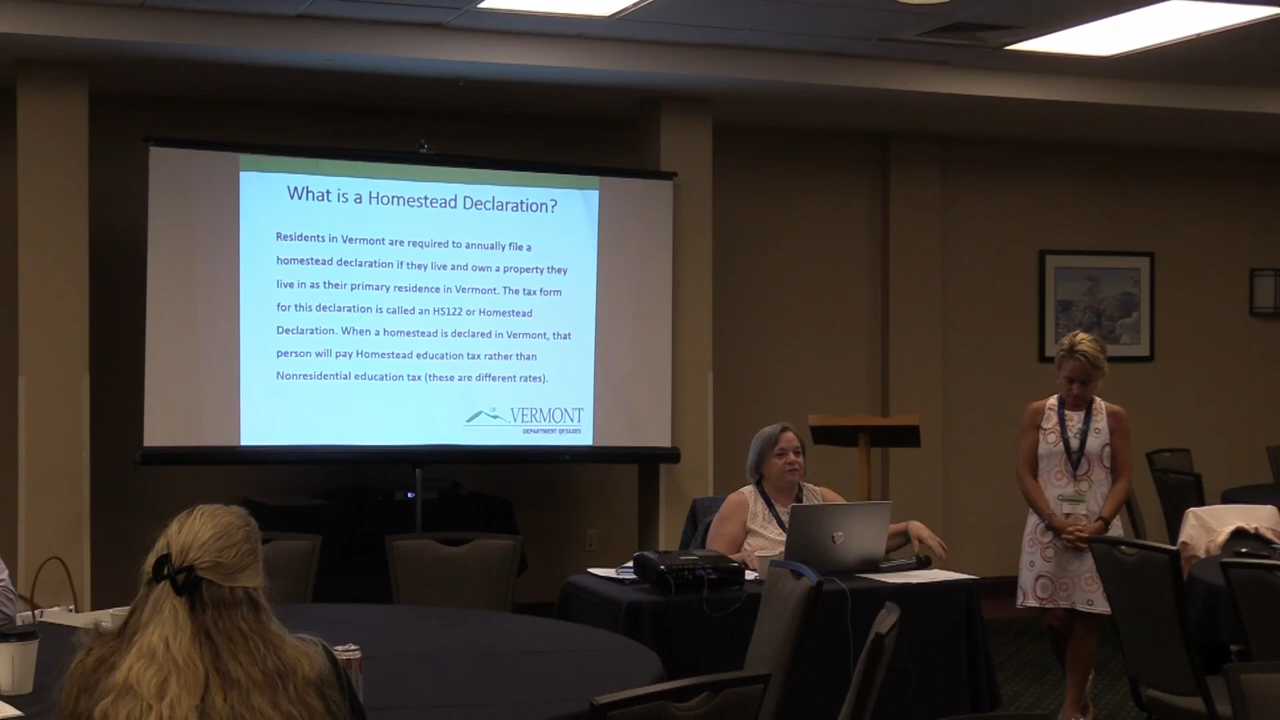 What is a Homestead Declaration?
Residents in Vermont are required to annually file a
homestead declaration if they live and own a property they
live in as their primary residence in Vermont. The tax form
for this declaration is called an HS122 or Homestead
Declaration. When a homestead is declared in Vermont, that
person will pay Homestead education tax rather than
Nonresidential education tax (these are different rates).
VERMONT
DEPARTMENT OF TAXES
hp